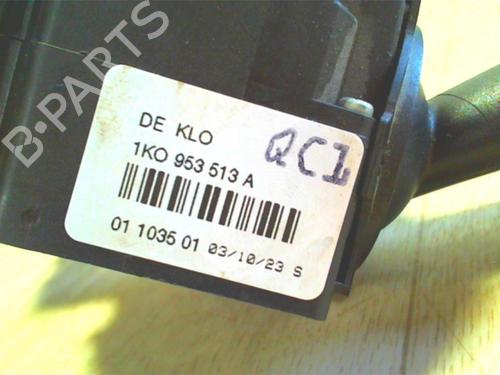 B-PARTS
DE KLO
QC1
1KO 953 513 A
01 1035 01 03/10/23 S